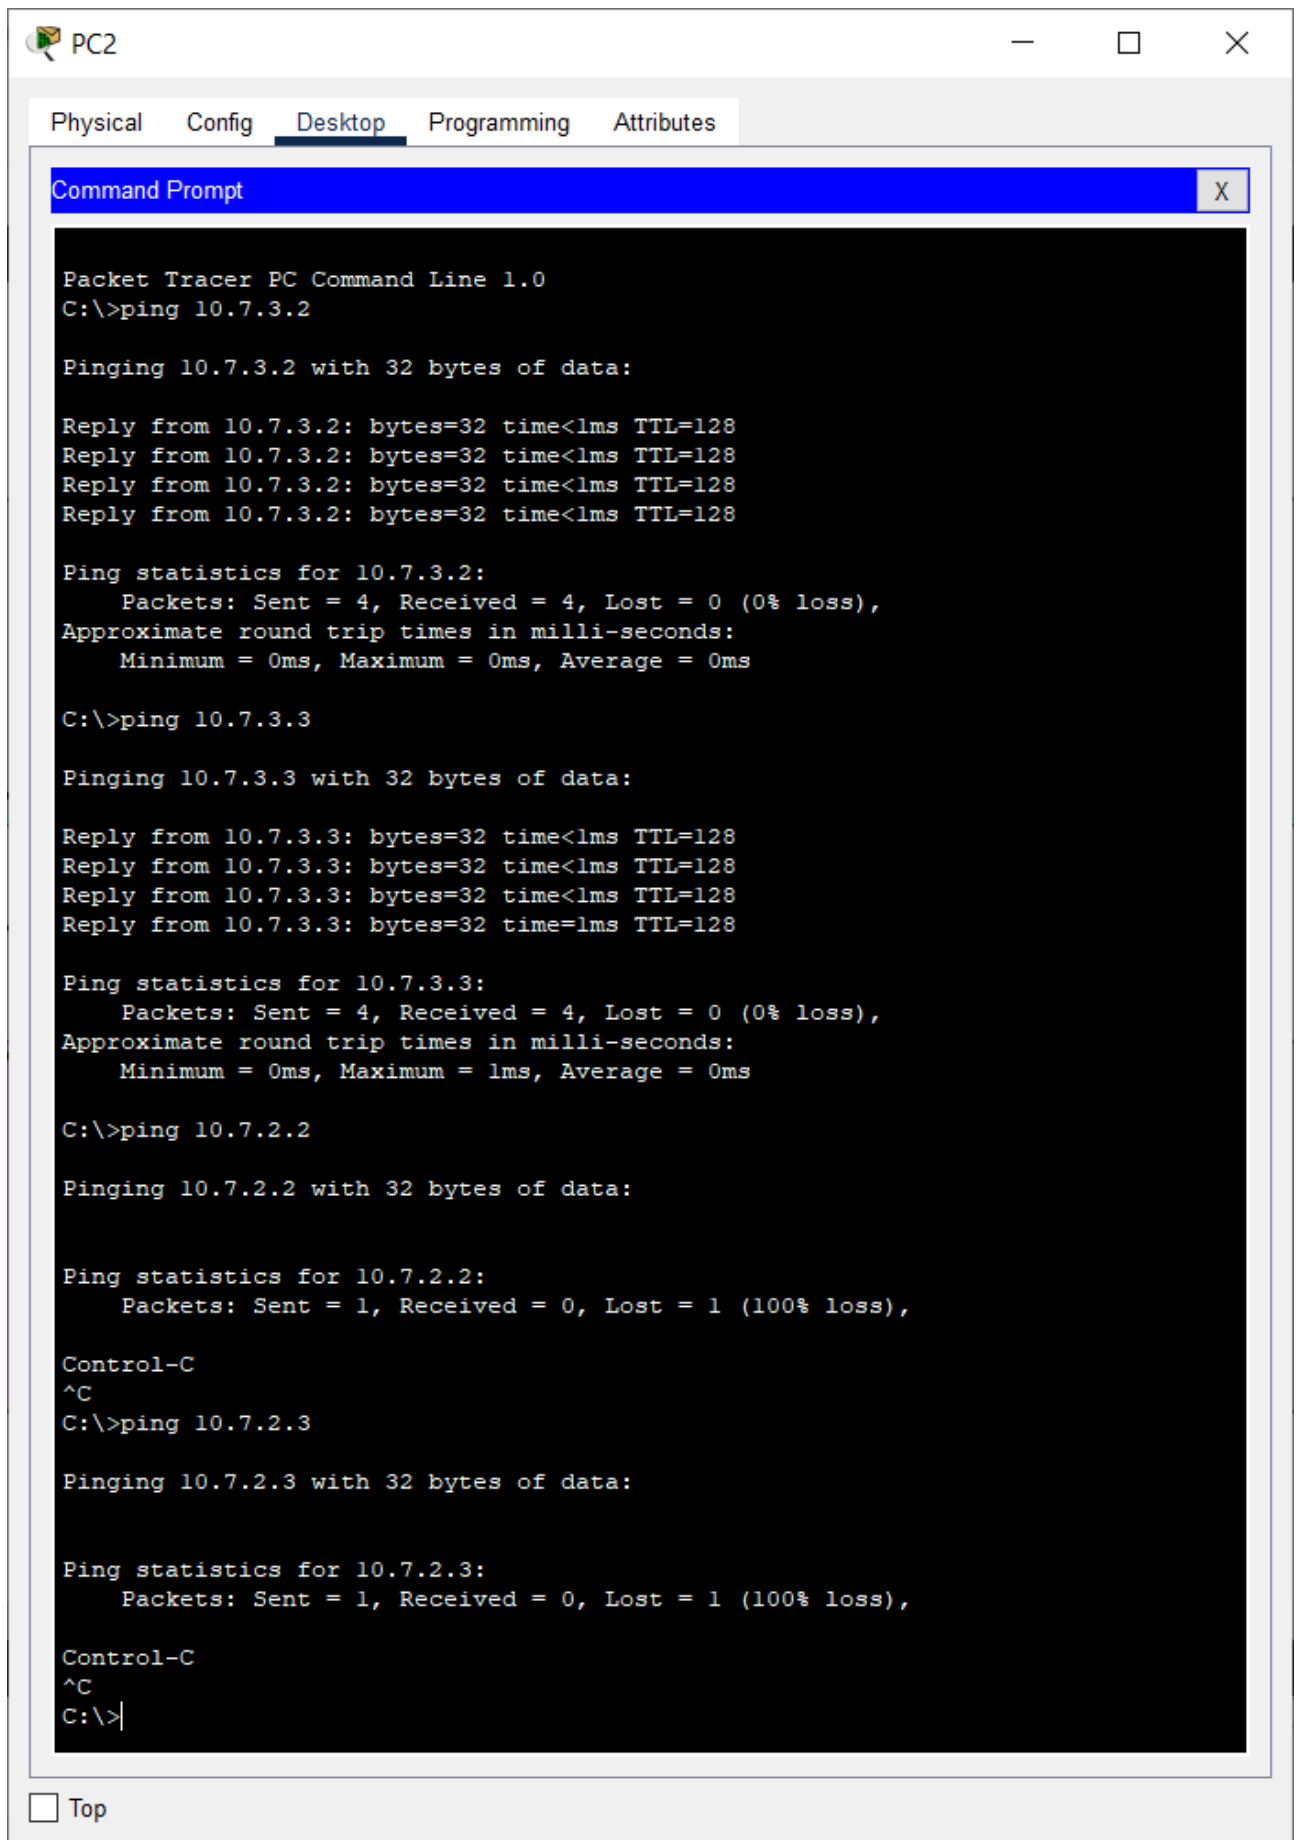 PC2
Physical Config Desktop Programming Attributes
Command Prompt X
Packet Tracer PC Command Line 1.0
C:\>ping 10.7.3.2
Pinging 10.7.3.2 with 32 bytes of data:
Reply from 10.7.3.2: bytes=32 time<1ms TTL=128
Reply from 10.7.3.2: bytes=32 time<1ms TTL=128
Reply from 10.7.3.2: bytes=32 time<1ms TTL=128
Reply from 10.7.3.2: bytes=32 time<1ms TTL=128
Ping statistics for 10.7.3.2:
    Packets: Sent = 4, Received = 4, Lost = 0 (0% loss),
Approximate round trip times in milli-seconds:
    Minimum = 0ms, Maximum = 0ms, Average = 0ms
C:\>ping 10.7.3.3
Pinging 10.7.3.3 with 32 bytes of data:
Reply from 10.7.3.3: bytes=32 time<1ms TTL=128
Reply from 10.7.3.3: bytes=32 time<1ms TTL=128
Reply from 10.7.3.3: bytes=32 time<1ms TTL=128
Reply from 10.7.3.3: bytes=32 time=1ms TTL=128
Ping statistics for 10.7.3.3:
    Packets: Sent = 4, Received = 4, Lost = 0 (0% loss),
Approximate round trip times in milli-seconds:
    Minimum = 0ms, Maximum = 1ms, Average = 0ms
C:\>ping 10.7.2.2
Pinging 10.7.2.2 with 32 bytes of data:
Ping statistics for 10.7.2.2:
    Packets: Sent = 1, Received = 0, Lost = 1 (100% loss),
Control-C
^C
C:\>ping 10.7.2.3
Pinging 10.7.2.3 with 32 bytes of data:
Ping statistics for 10.7.2.3:
    Packets: Sent = 1, Received = 0, Lost = 1 (100% loss),
Control-C
^C
C:\>
Top